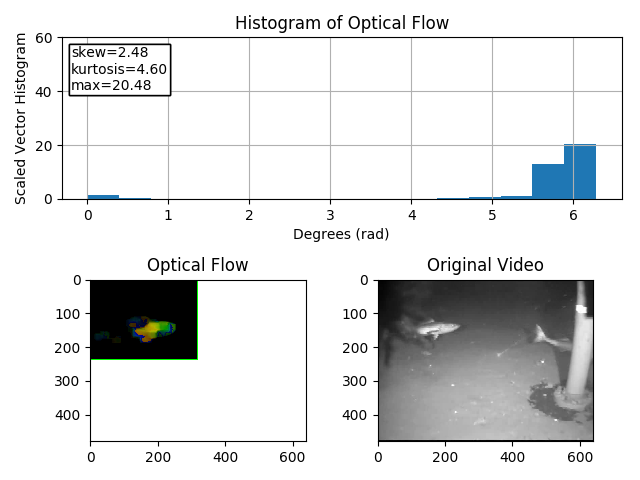 Histogram of Optical Flow
Scaled Vector Histogram
60
40
20
0
skew=2.48
kurtosis=4.60
max=20.48
0 1 2 3 4 5 6
Degrees (rad)
Optical Flow
0
100
200
300
400
0 200 400 600
Original Video
0
100
200
300
400
0 200 400 600